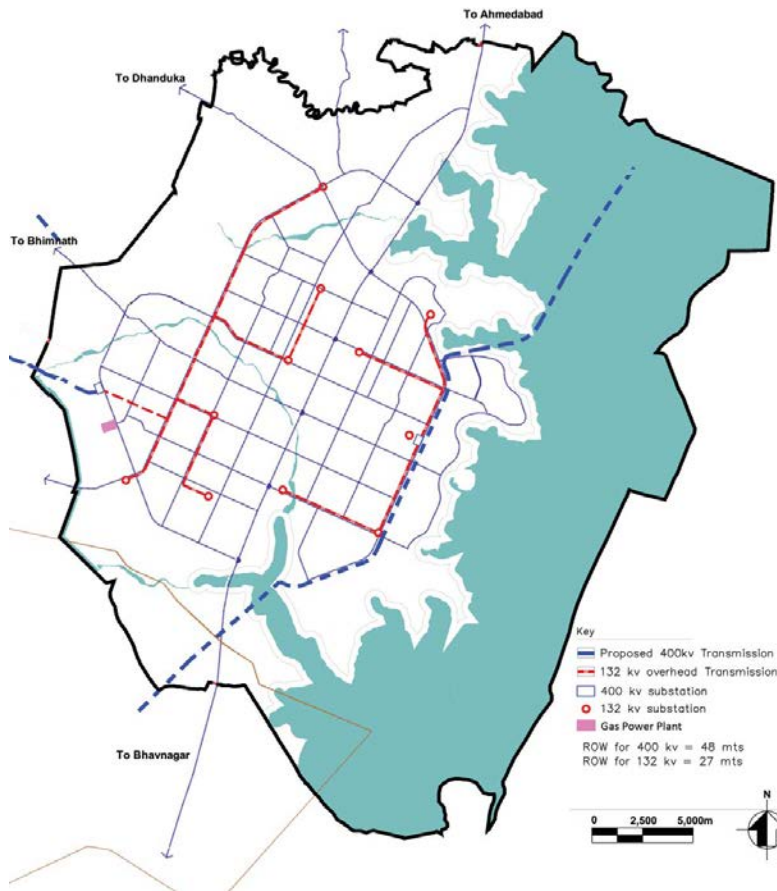 To Ahmedabad
To Dhanduka
To Bhimnath
To Bhavnagar
Key
Proposed 400kv Transmission
132 kv overhead Transmission
400 kv substation
132 kv substation
Gas Power Plant
ROW for 400 kv = 48 mts
ROW for 132 kv = 27 mts
N
0 2,500 5,000m